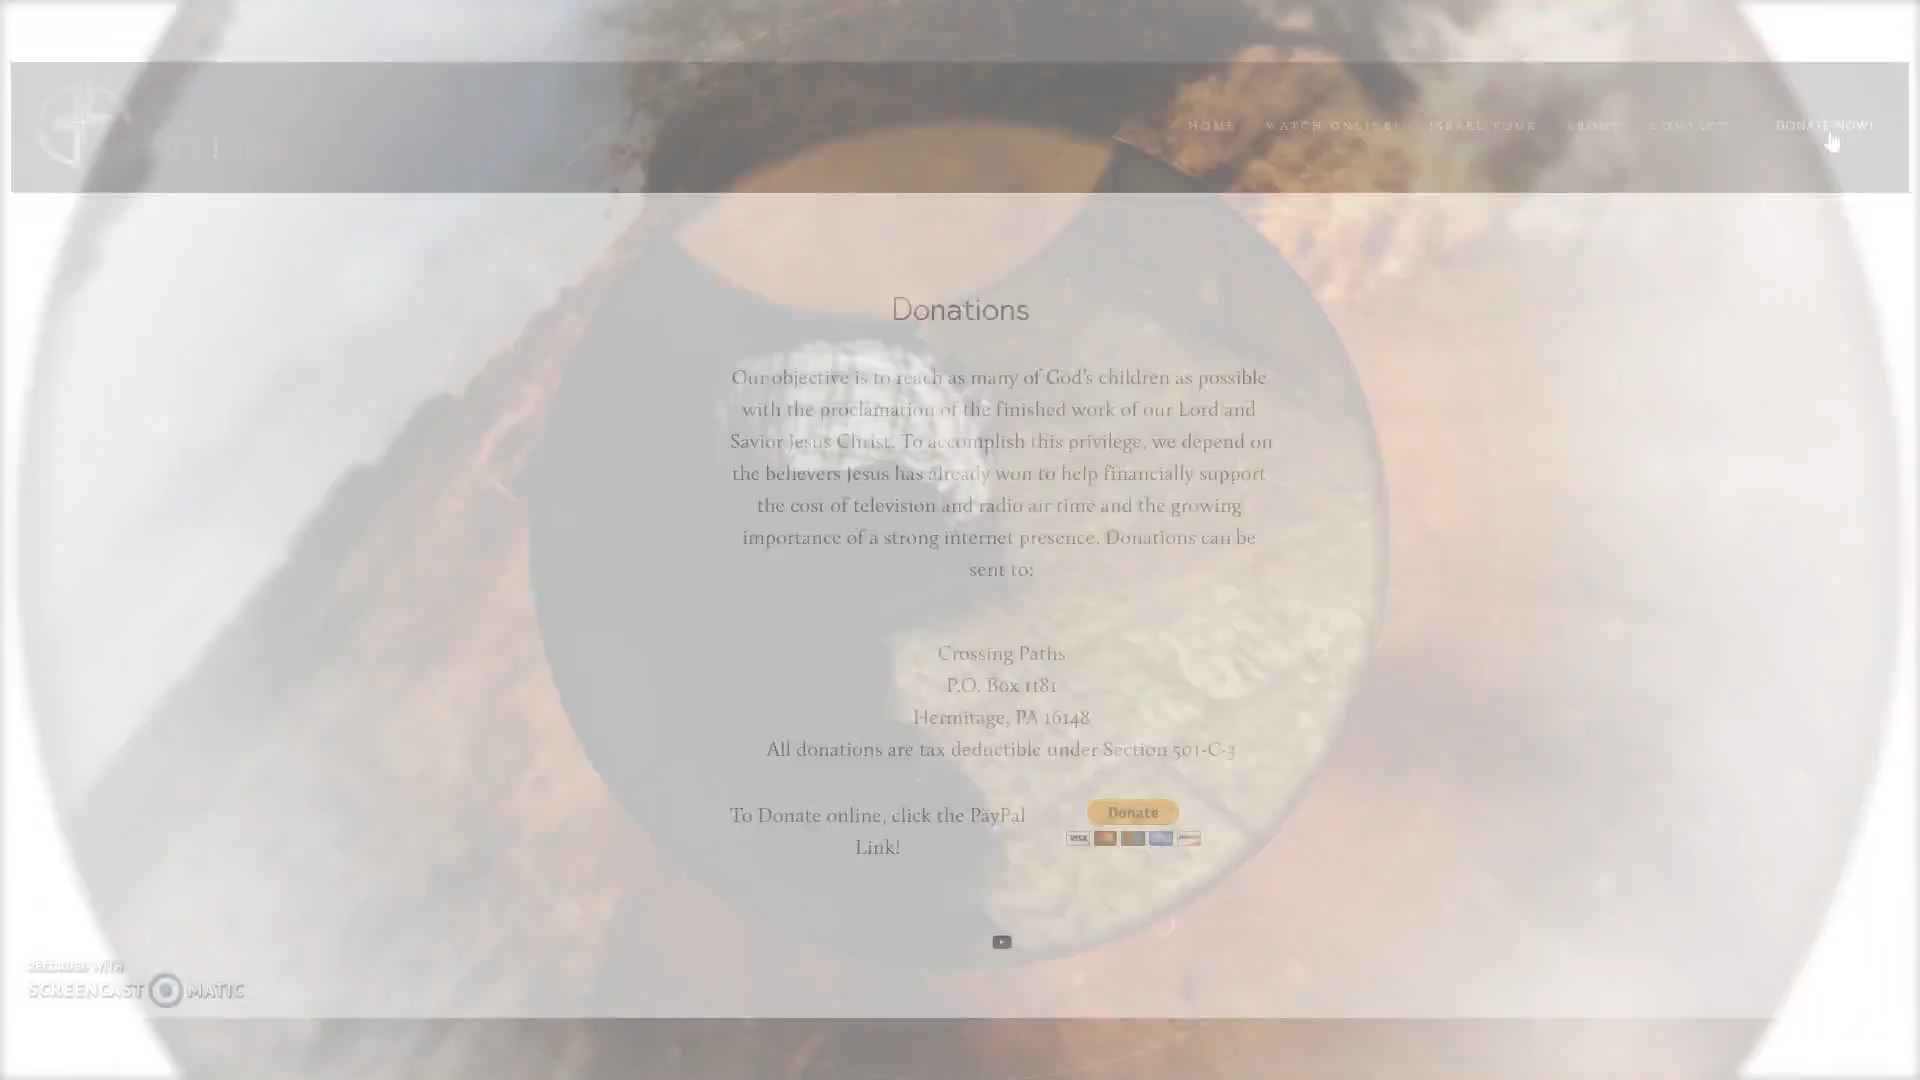 HOME WATCH ONLINE! ISRAEL TOUR ABOUT CONTACT DONATE NOW!
Donations
Our objective is to reach as many of God's children as possible
with the proclamation of the finished work of our Lord and
Savior Jesus Christ. To accomplish this privilege, we depend on
the believers Jesus has already won to help financially support
the cost of television and radio air time and the growing
importance of a strong internet presence. Donations can be
sent to:
Crossing Paths
P.O. Box 1181
Hermitage, PA 16148
All donations are tax deductible under Section 501-C-3
To Donate online, click the PayPal
Link!
Donate
VISA
RECORDED WITH
SCREENCAST MATIC